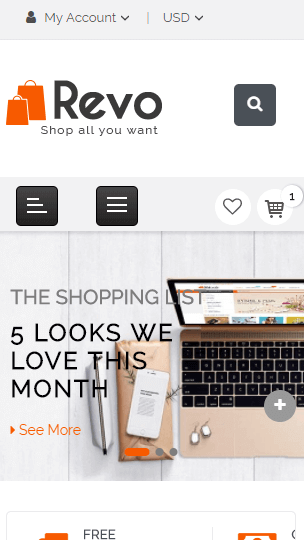 My Account
USD
Revo
Shop all you want
1
THE SHOPPING LIST
5 LOOKS WE
LOVE THIS
MONTH
See More
FREE